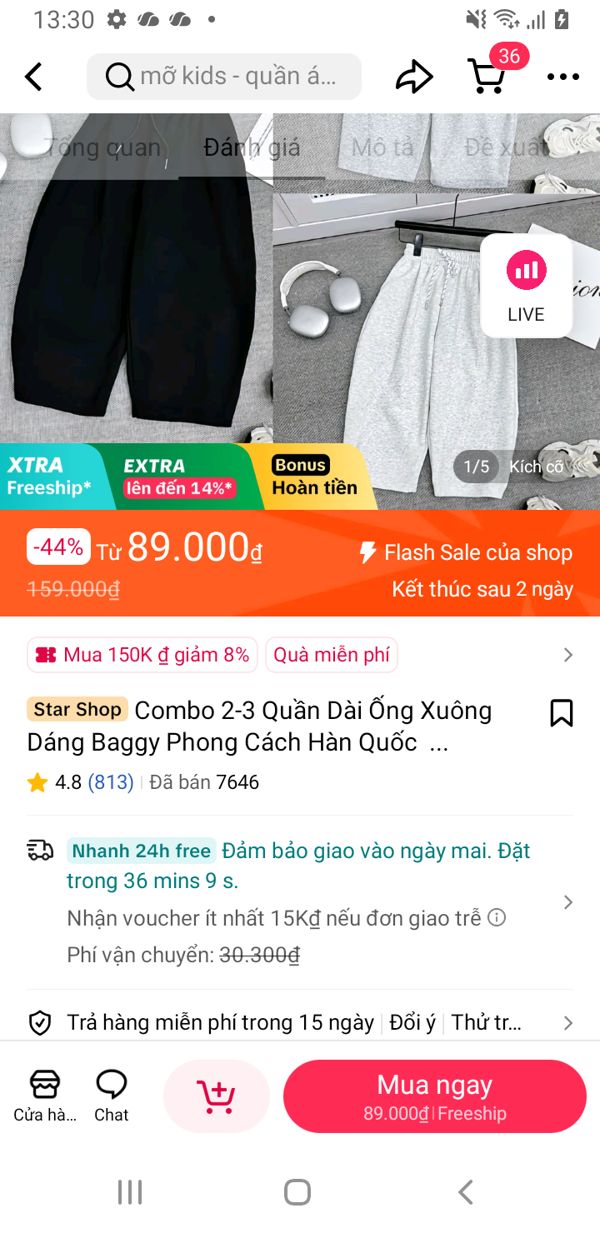 13:30
36
mỡ kids - quần á...
Tổng quan
Đánh giá
Mô tả
Đề xuất
LIVE
XTRA
Freeship*
EXTRA
lên đến 14%*
Bonus
Hoàn tiền
1/5 Kích cỡ
-44% Từ 89.000₫
Flash Sale của shop
159.000₫
Kết thúc sau 2 ngày
Mua 150K ₫ giảm 8%
Quà miễn phí
Star Shop Combo 2-3 Quần Dài Ống Xuông
Dáng Baggy Phong Cách Hàn Quốc ...
4.8 (813) Đã bán 7646
Nhanh 24h free Đảm bảo giao vào ngày mai. Đặt
trong 36 mins 9 s.
Nhận voucher ít nhất 15K₫ nếu đơn giao trễ
Phí vận chuyển: 30.300₫
Trả hàng miễn phí trong 15 ngày | Đổi ý | Thử tr...
Cửa hà...
Chat
Mua ngay
89.000₫ | Freeship